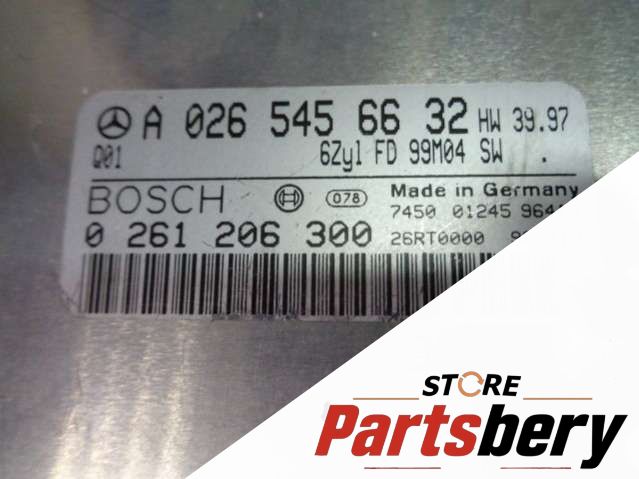 A 026 545 66 32 HW 39.97
Q01 6Zyl FD 99M04 SW .
BOSCH 078 Made in Germany
7450 01245
0 261 206 300 26RT0000
STORE
Partsbery